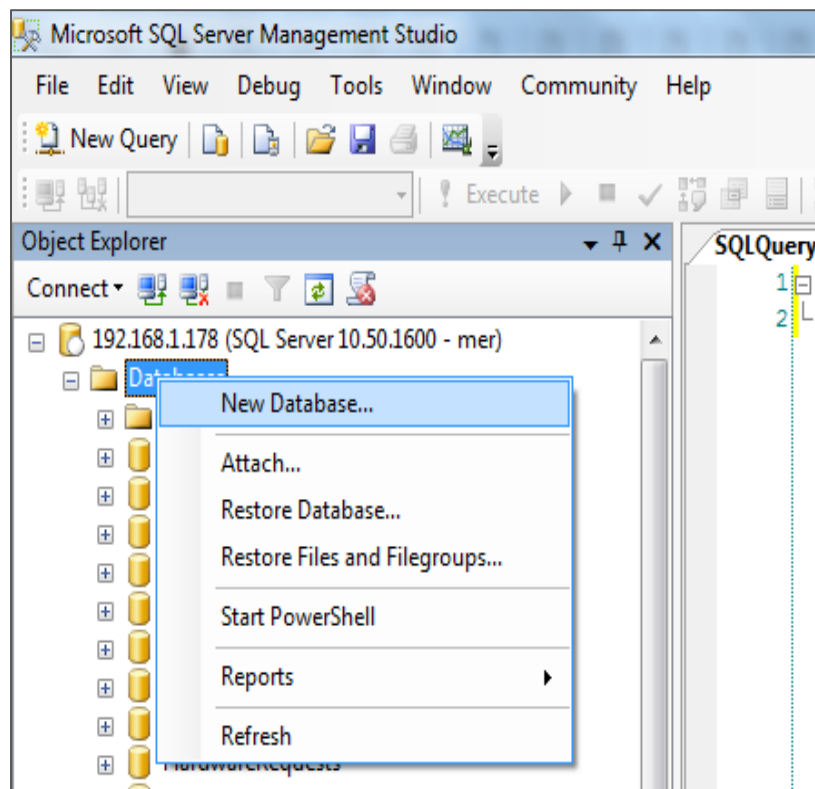 Microsoft SQL Server Management Studio
File Edit View Debug Tools Window Community Help
New Query
Execute
Object Explorer
SQLQuery
Connect
1
2
192.168.1.178 (SQL Server 10.50.1600 - mer)
Databases
New Database...
Attach...
Restore Database...
Restore Files and Filegroups...
Start PowerShell
Reports
Refresh
HardwareRequests